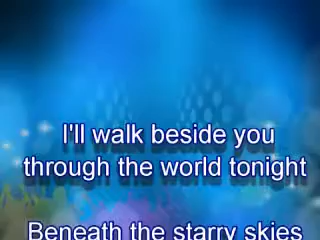 I'll walk beside you
through the world tonight
Beneath the starry skies